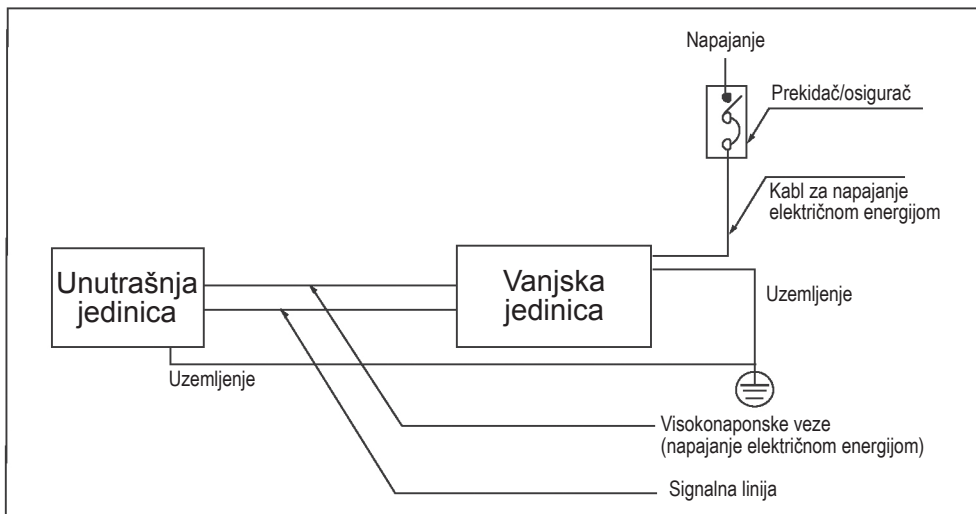 Napajanje
Prekidač/osigurač
Kabl za napajanje
električnom energijom
Unutrašnja
jedinica
Vanjska
jedinica
Uzemljenje
Uzemljenje
Visokonaponske veze
(napajanje električnom energijom)
Signalna linija